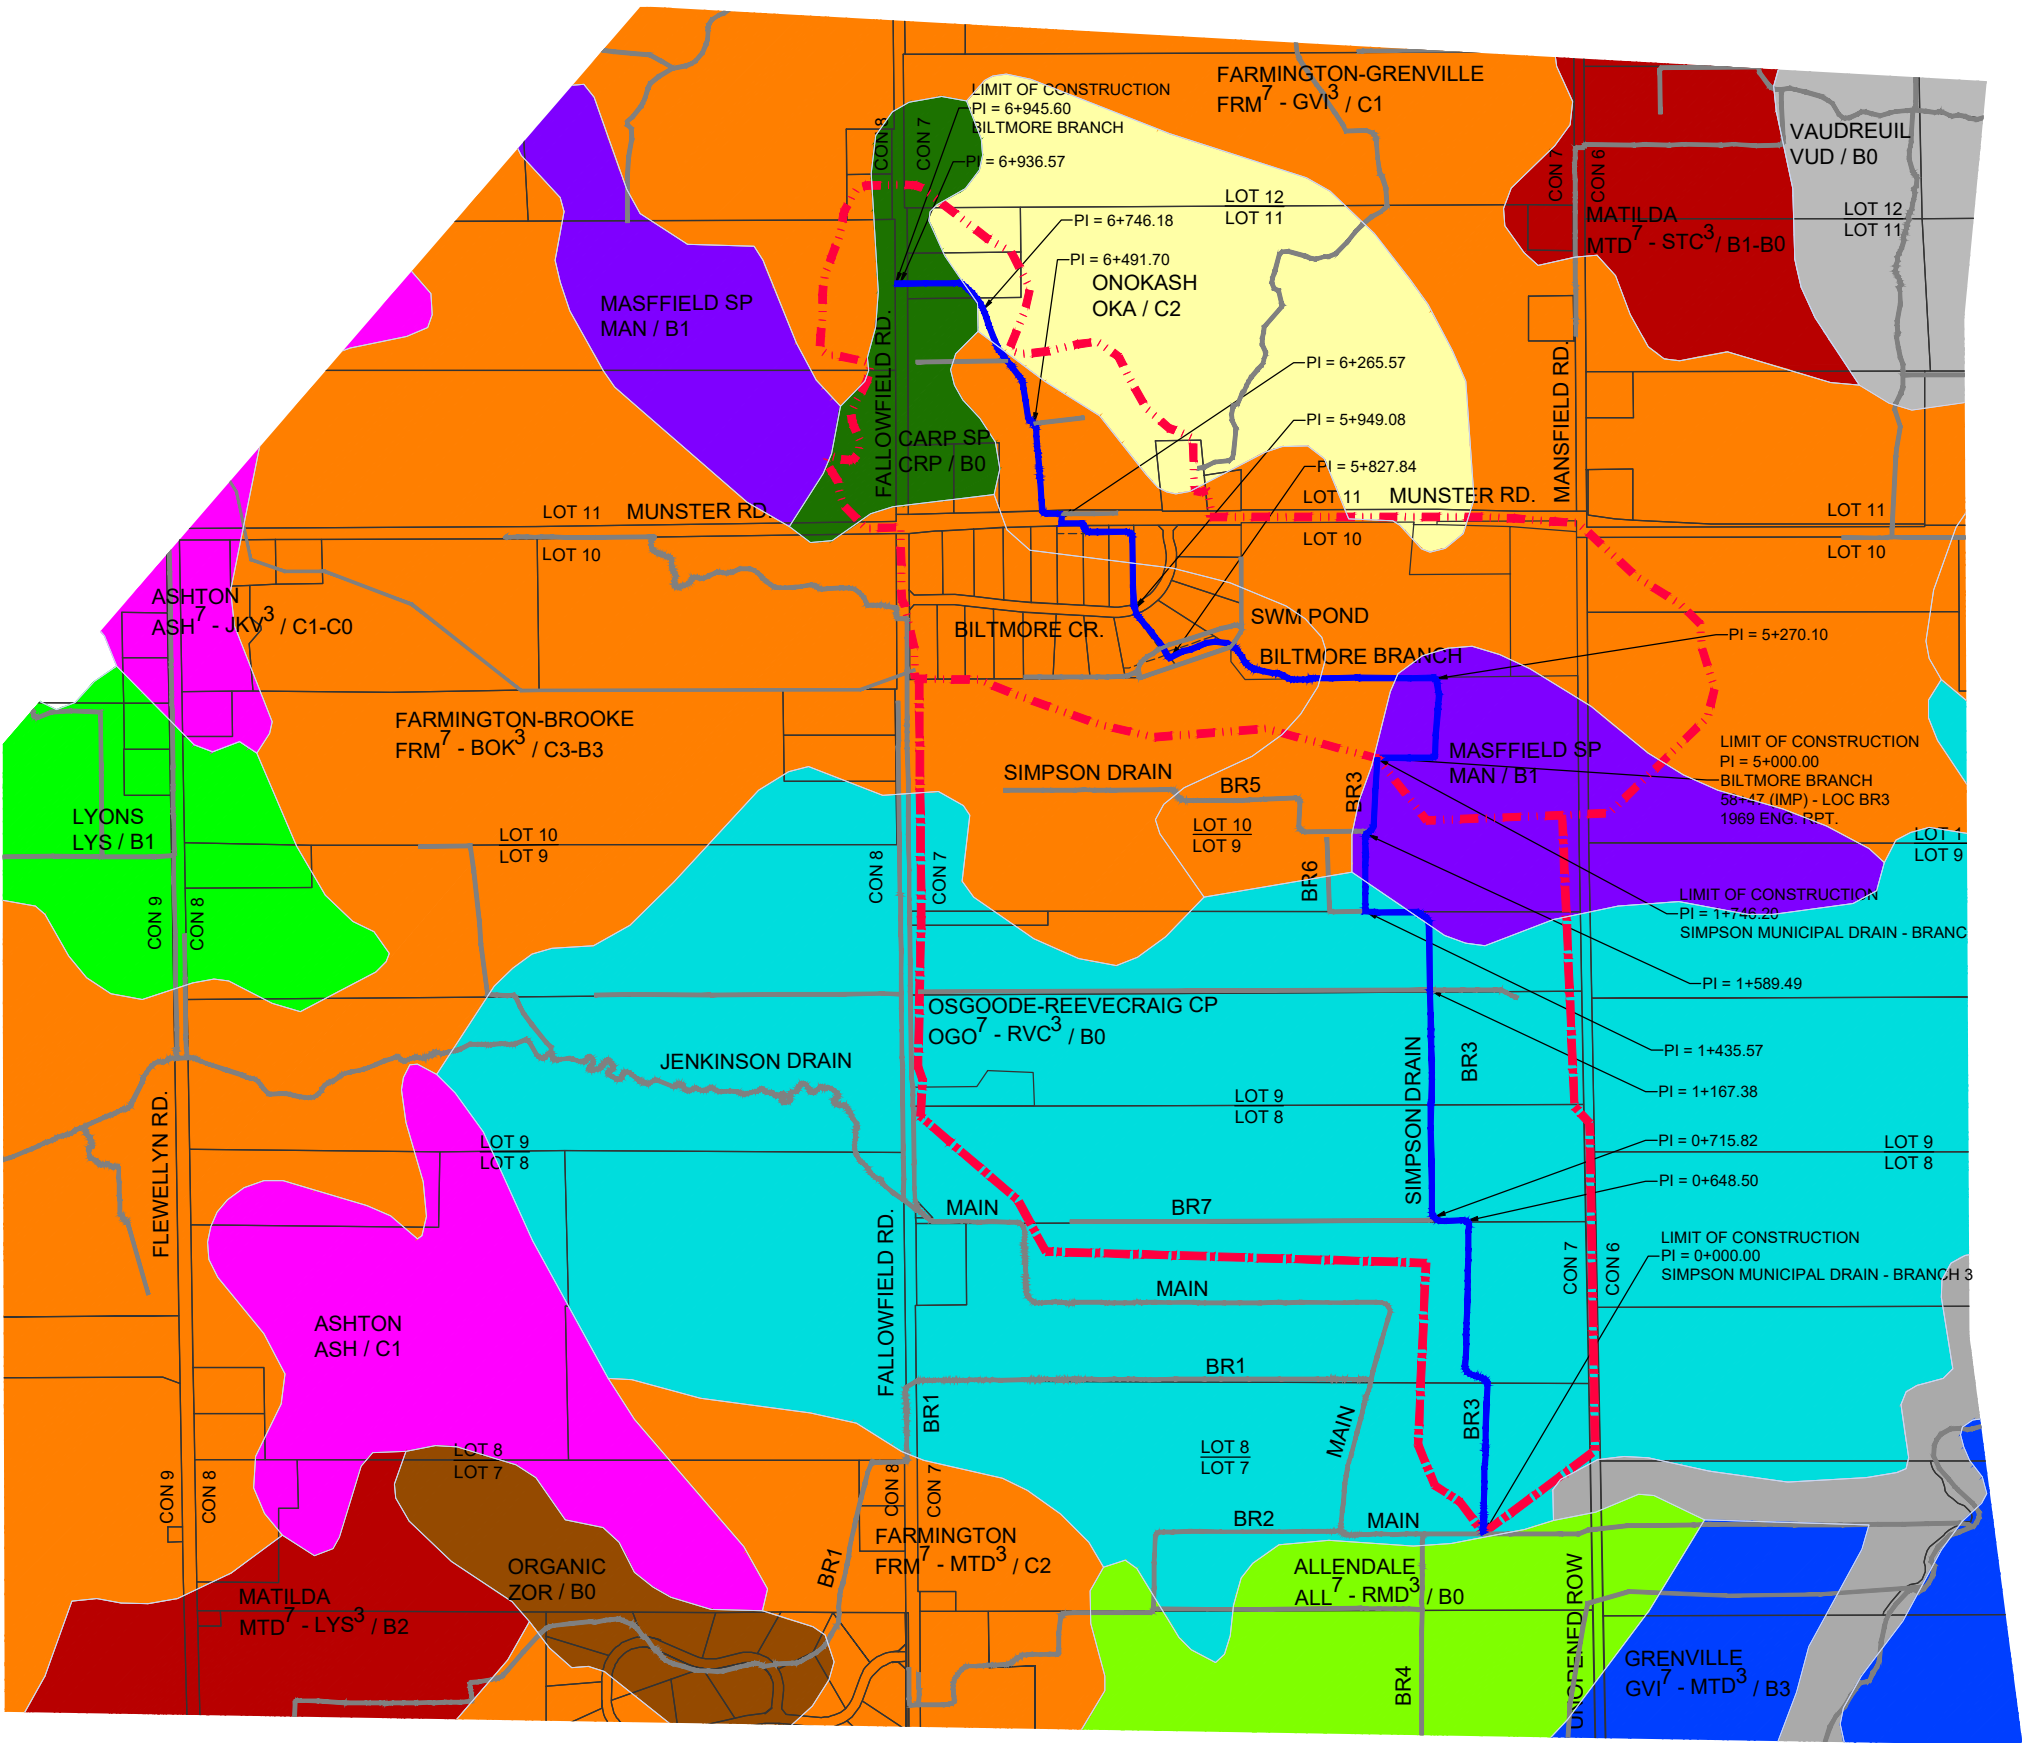 FARMINGTON-GRENVILLE
FRM7 - GVI3 / C1
LIMIT OF CONSTRUCTION
PI = 6+945.60
BILTMORE BRANCH
PI = 6+936.57
CON 8
CON 7
CON 7
CON 6
VAUDREUIL
VUD / B0
LOT 12
LOT 11
LOT 12
LOT 11
MATILDA
MTD7 - STC3 / B1-B0
PI = 6+746.18
PI = 6+491.70
ONOKASH
OKA / C2
MASFFIELD SP
MAN / B1
FALLOWFIELD RD.
MANSFIELD RD.
PI = 6+265.57
PI = 5+949.08
PI = 5+827.84
CARP SP
CRP / B0
LOT 11
MUNSTER RD.
LOT 10
LOT 11
MUNSTER RD.
LOT 10
LOT 11
LOT 10
ASHTON
ASH7 - JKV3 / C1-C0
BILTMORE CR.
SWM POND
BILTMORE BRANCH
PI = 5+270.10
FARMINGTON-BROOKE
FRM7 - BOK3 / C3-B3
SIMPSON DRAIN
BR5
BR3
MASFFIELD SP
MAN / B1
LIMIT OF CONSTRUCTION
PI = 5+000.00
BILTMORE BRANCH
58+47 (IMP) - LOC BR3
1969 ENG. RPT.
LYONS
LYS / B1
LOT 10
LOT 9
LOT 10
LOT 9
LOT 1
LOT 9
CON 8
CON 7
BR6
CON 9
CON 8
LIMIT OF CONSTRUCTION
PI = 1+746.20
SIMPSON MUNICIPAL DRAIN - BRANC
PI = 1+589.49
OSGOODE-REEVECRAIG CP
OGO7 - RVC3 / B0
JENKINSON DRAIN
SIMPSON DRAIN
BR3
PI = 1+435.57
PI = 1+167.38
LOT 9
LOT 8
FLEWELLYN RD.
LOT 9
LOT 8
PI = 0+715.82
LOT 9
LOT 8
PI = 0+648.50
MAIN
BR7
FALLOWFIELD RD.
LIMIT OF CONSTRUCTION
PI = 0+000.00
SIMPSON MUNICIPAL DRAIN - BRANCH 3
CON 7
CON 6
MAIN
ASHTON
ASH / C1
BR1
BR1
MAIN
BR3
LOT 8
LOT 7
LOT 8
LOT 7
CON 9
CON 8
CON 8
CON 7
BR2
MAIN
FARMINGTON
FRM7 - MTD3 / C2
BR1
ORGANIC
ZOR / B0
ALLENDALE
ALL7 - RMD3 / B0
MATILDA
MTD7 - LYS3 / B2
UNOPENED ROW
BR4
GRENVILLE
GVI7 - MTD3 / B3